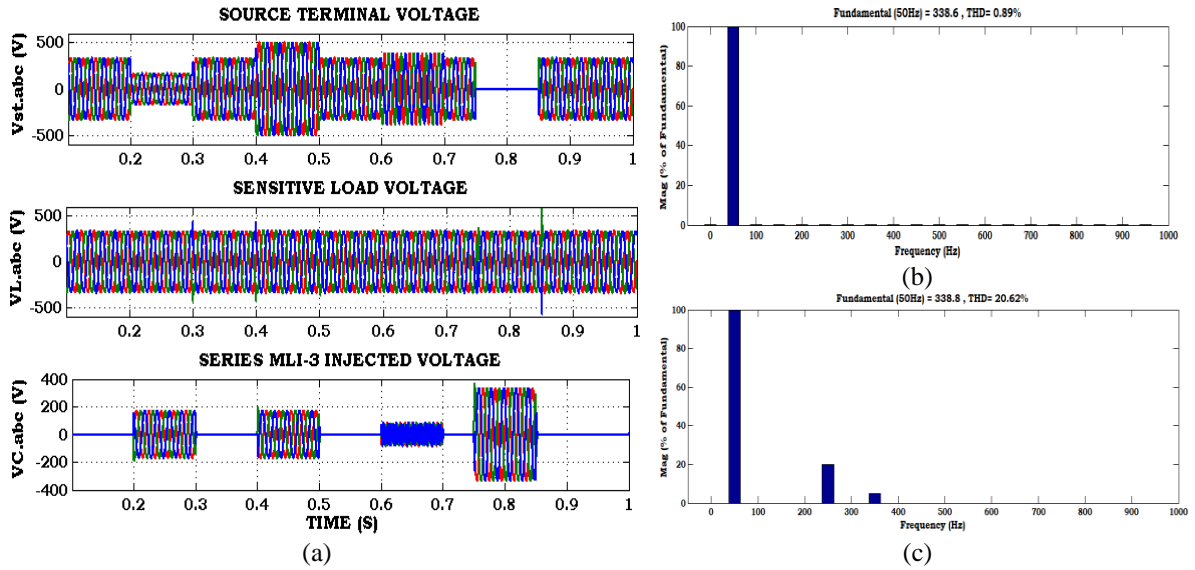 SOURCE TERMINAL VOLTAGE
Vst.abc (V)
500
0
-500
0.2 0.3 0.4 0.5 0.6 0.7 0.8 0.9 1
SENSITIVE LOAD VOLTAGE
VL.abc (V)
500
0
-500
0.2 0.3 0.4 0.5 0.6 0.7 0.8 0.9 1
SERIES MLI-3 INJECTED VOLTAGE
VC.abc (V)
400
200
0
-200
-400
0.2 0.3 0.4 0.5 0.6 0.7 0.8 0.9 1
TIME (S)
(a)
Fundamental (50Hz) = 338.6 , THD= 0.89%
Mag (% of Fundamental)
100
80
60
40
20
0
0 100 200 300 400 500 600 700 800 900 1000
Frequency (Hz)
(b)
Fundamental (50Hz) = 338.8 , THD= 20.62%
Mag (% of Fundamental)
100
80
60
40
20
0
0 100 200 300 400 500 600 700 800 900 1000
Frequency (Hz)
(c)